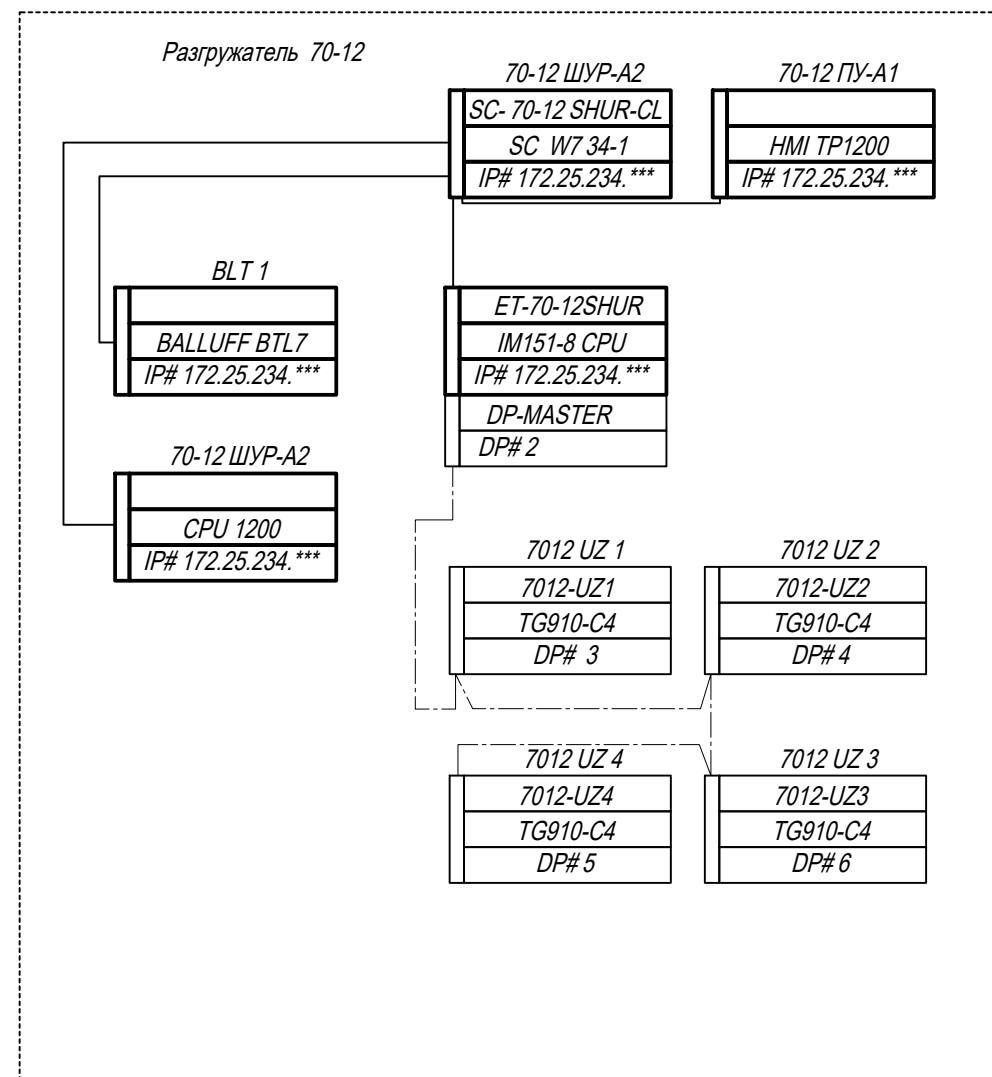 Разгружатель 70-12
70-12 ШУР-А2
SC- 70-12 SHUR-CL
SC W7 34-1
IP# 172.25.234.***
70-12 ПУ-А1
HMI TP1200
IP# 172.25.234.***
BLT 1
BALLUFF BTL7
IP# 172.25.234.***
ET-70-12SHUR
IM151-8 CPU
IP# 172.25.234.***
DP-MASTER
DP# 2
70-12 ШУР-А2
CPU 1200
IP# 172.25.234.***
7012 UZ 1
7012-UZ1
TG910-C4
DP# 3
7012 UZ 2
7012-UZ2
TG910-C4
DP# 4
7012 UZ 4
7012-UZ4
TG910-C4
DP# 5
7012 UZ 3
7012-UZ3
TG910-C4
DP# 6